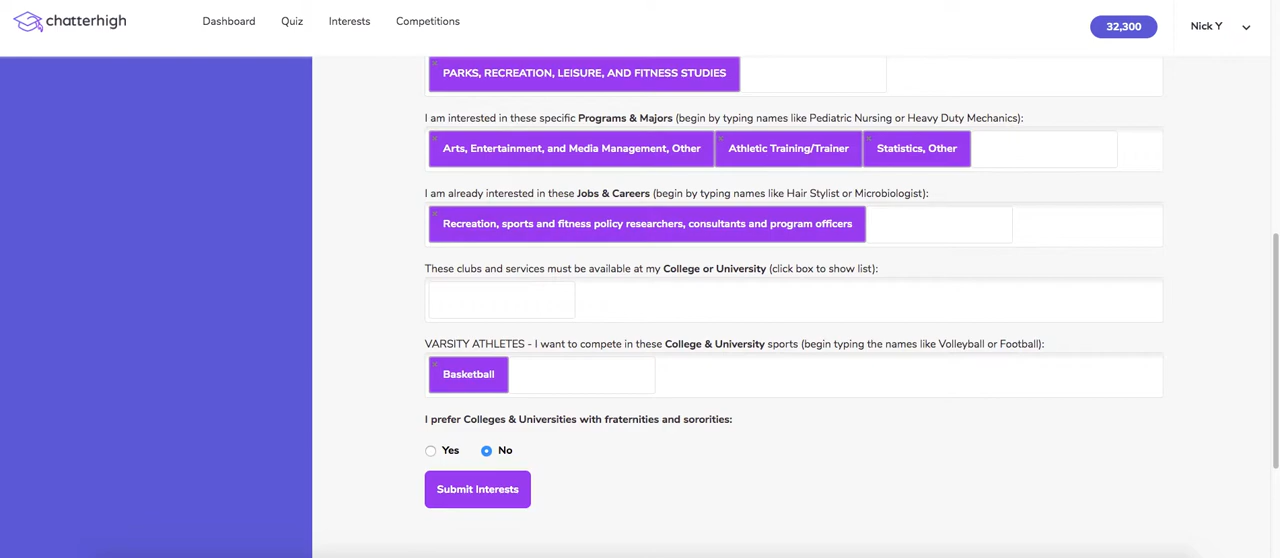 chatterhigh
Dashboard Quiz Interests Competitions
32,300
Nick Y
× PARKS, RECREATION, LEISURE, AND FITNESS STUDIES
I am interested in these specific Programs & Majors (begin by typing names like Pediatric Nursing or Heavy Duty Mechanics):
× Arts, Entertainment, and Media Management, Other × Athletic Training/Trainer × Statistics, Other
I am already interested in these Jobs & Careers (begin by typing names like Hair Stylist or Microbiologist):
× Recreation, sports and fitness policy researchers, consultants and program officers
These clubs and services must be available at my College or University (click box to show list):
VARSITY ATHLETES - I want to compete in these College & University sports (begin typing the names like Volleyball or Football):
× Basketball
I prefer Colleges & Universities with fraternities and sororities:
Yes No
Submit Interests